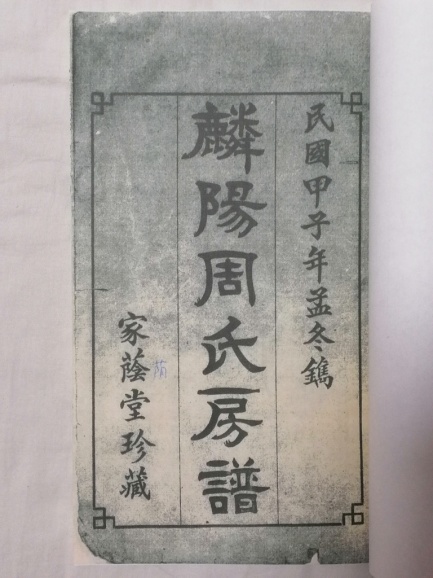 民國甲子年孟冬鐫
麟陽周氏房譜
家蔭堂珍藏
荫